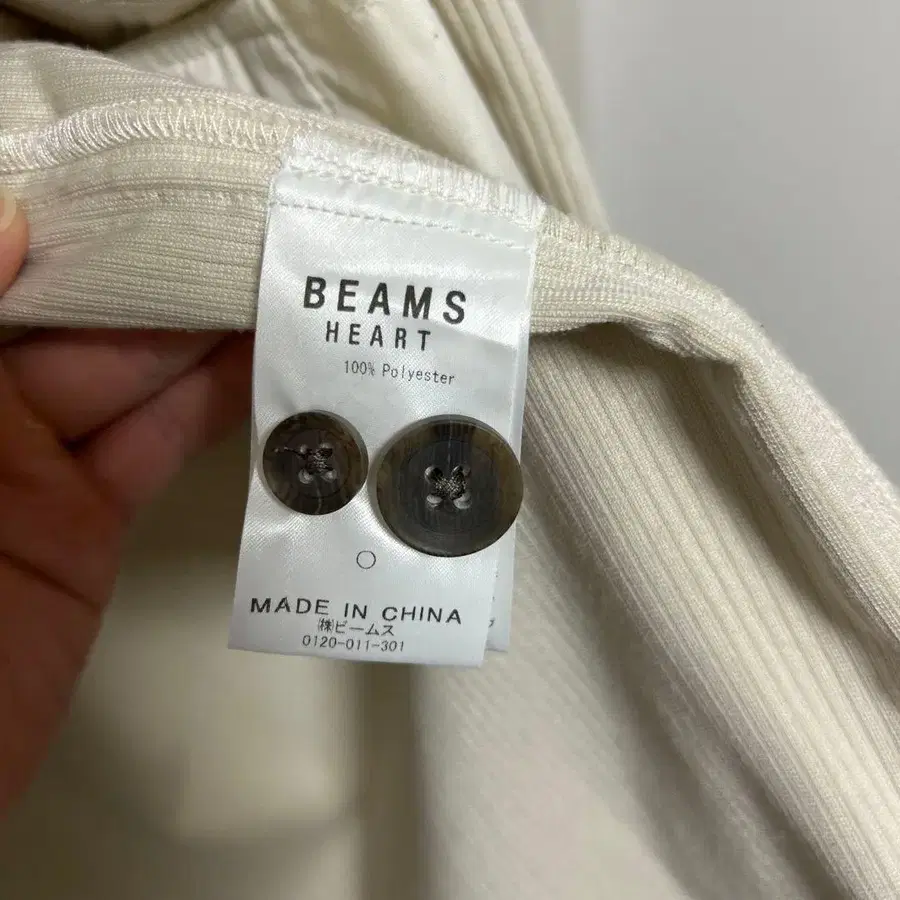 BEAMS
HEART
100% Polyester
MADE IN CHINA
㈱ビームス
0120-011-301